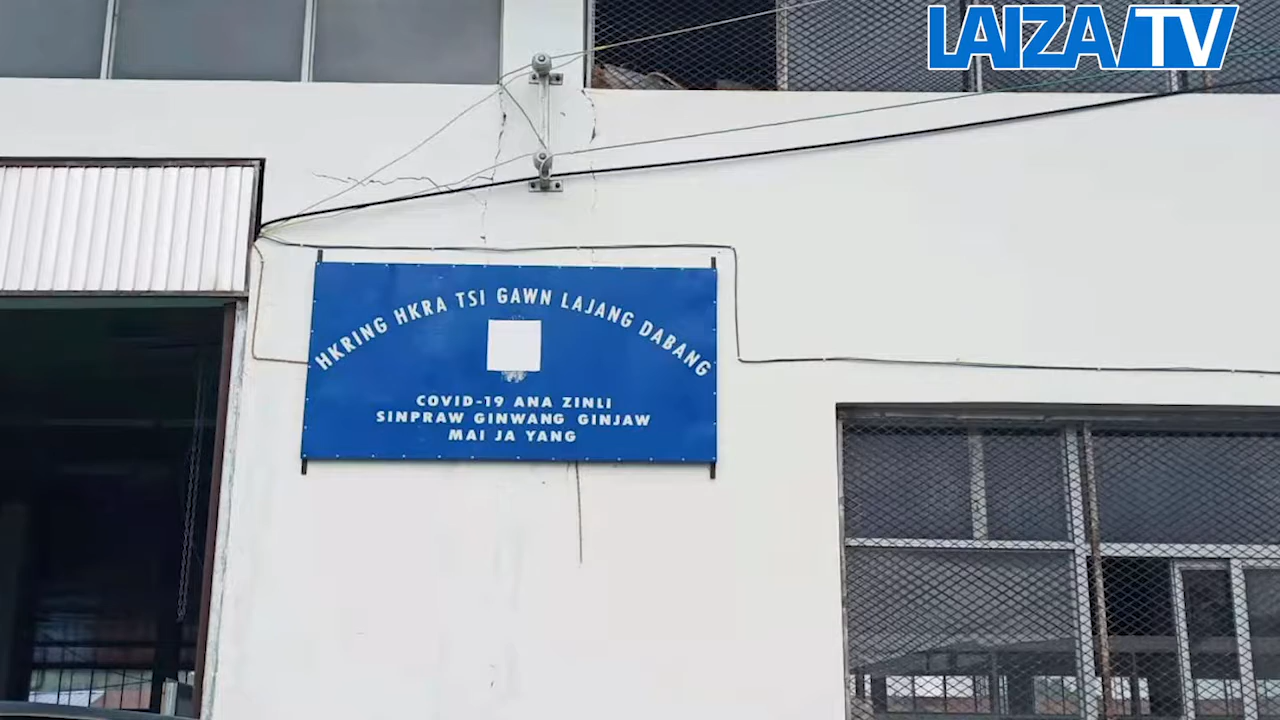 LAIZA TV
HKRING HKRA TSI GAWN LAJANG DABANG
COVID-19 ANA ZINLI
SINPRAW GINWANG GINJAW
MAI JA YANG